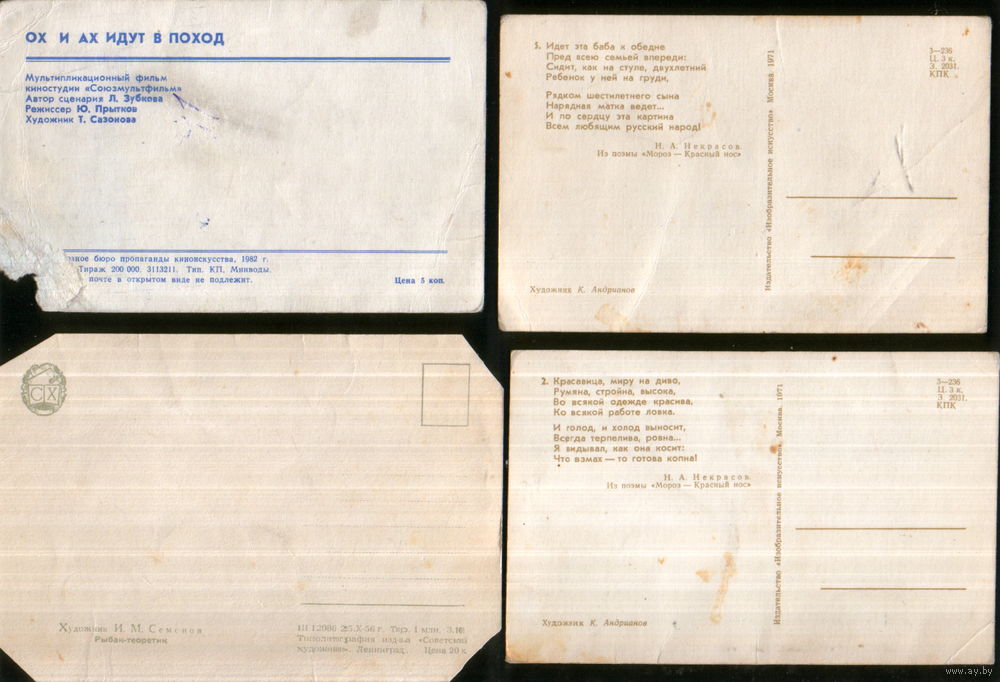 ОХ И АХ ИДУТ В ПОХОД
Мультипликационный фильм
киностудии «Союзмультфильм»
Автор сценария Л. Зубкова
Режиссер Ю. Прытков
Художник Т. Сазонова
зное бюро пропаганды киноискусства, 1982 г.
Тираж 200 000. 3113211. Тип. КП, Минводы.
почте в открытом виде не подлежит.
Цена 5 коп.
5. Идет эта баба к обедне
Пред всею семьей впереди:
Сидит, как на стуле, двухлетний
Ребенок у ней на груди,
Рядком шестилетнего сына
Нарядная матка ведет...
И по сердцу эта картина
Всем любящим русский народ!
Н. А. Некрасов.
Из поэмы «Мороз — Красный нос»
Художник К. Андрианов
Издательство «Изобразительное искусство». Москва. 1971
3—236
Ц. 3 к.
З. 2031.
КПК
СХ
Художник И. М. Семенов
Рыбак-теоретик
Ш 12086 25.X-56 г. Тир. 1 млн. З.
Типолитография изд-ва «Советский
художник». Ленинград. Цена 20 к.
2. Красавица, миру на диво,
Румяна, стройна, высока,
Во всякой одежде красива,
Ко всякой работе ловка.
И голод, и холод выносит,
Всегда терпелива, ровна...
Я видывал, как она косит:
Что взмах — то готова копна!
Н. А. Некрасов.
Из поэмы «Мороз — Красный нос»
Художник К. Андрианов
Издательство «Изобразительное искусство». Москва. 1971
3—236
Ц. 3 к.
З. 2031.
КПК
www.ay.by